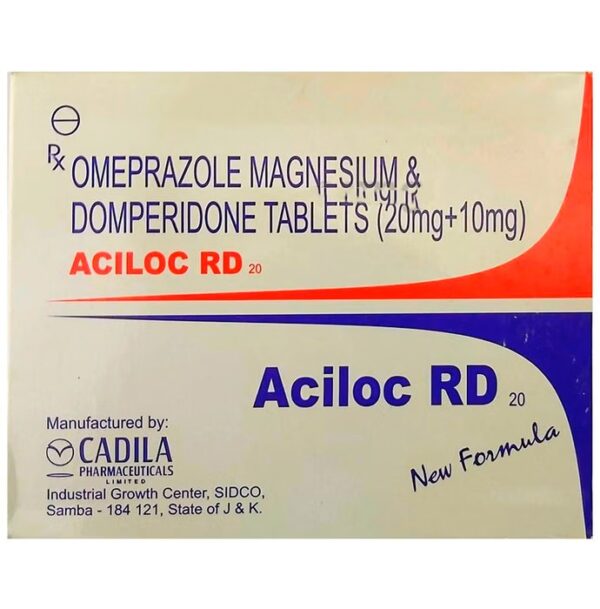 Rx OMEPRAZOLE MAGNESIUM &
DOMPERIDONE TABLETS (20mg+10mg)
ACILOC RD 20
Aciloc RD 20
New Formula
Manufactured by:
CADILA
PHARMACEUTICALS
LIMITED
Industrial Growth Center, SIDCO,
Samba - 184 121, State of J & K.